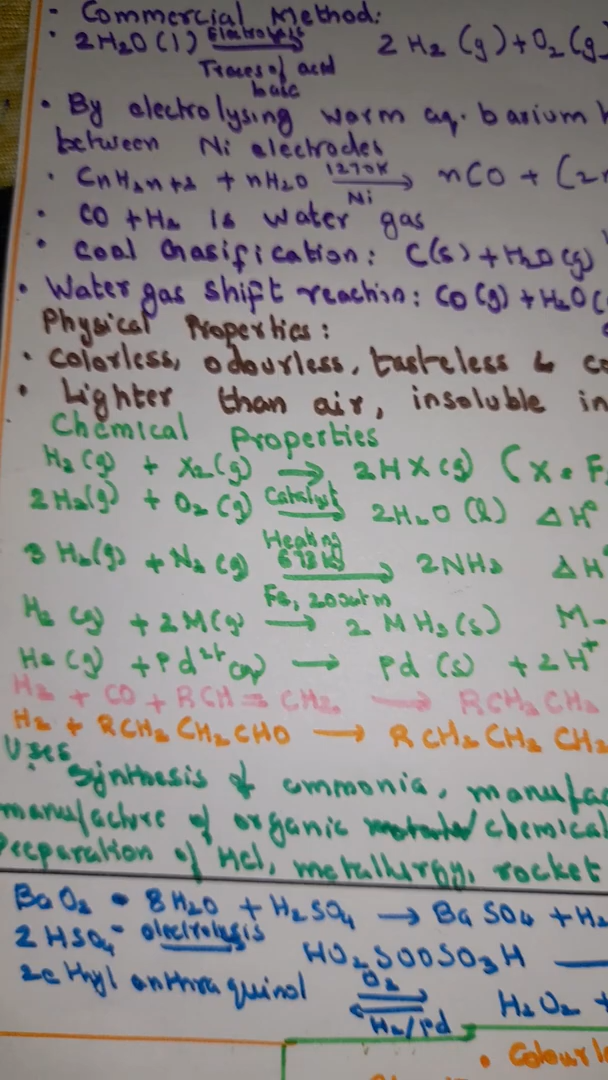 - Commercial Method:
• 2H2O(l) Electrolysis Traces of acid base 2H2(g)+O2(g
• By electrolysing warm aq. barium h
between Ni electrodes
• CnH2n+2 + nH2O 1270K Ni → nCO + (2n
• CO + H2 is water gas
• Coal Gasification: C(s) + H2O(g)
• Water gas shift reaction: CO(g) + H2O(
Physical Properties:
• Colorless, odourless, tasteless & co
• Lighter than air, insoluble in
Chemical Properties
H2(g) + X2(g) → 2HX(g) (X = F,
2H2(g) + O2(g) Catalyst Heating → 2H2O(l) ΔH°
3H2(g) + N2(g) 673K Fe, 200atm → 2NH3 ΔH
H2(g) + 2M(g) → 2MH3(s) M-
H2(g) + Pd2+(aq) → Pd(s) + 2H+
H2 + CO + RCH=CH2 → RCH2CH2
H2 + RCH2CH2CHO → RCH2CH2CH2
Uses
Synthesis of ammonia, manufac
manufacture of organic chemical
Preparation of HCl, metallurgy, rocket
BaO2 • 8H2O + H2SO4 → BaSO4 + H2
2HSO4- electrolysis HO2SOOSO3H —
2ethyl anthraquinol O2 ⇌ H2/Pd H2O2 +
• Colourl